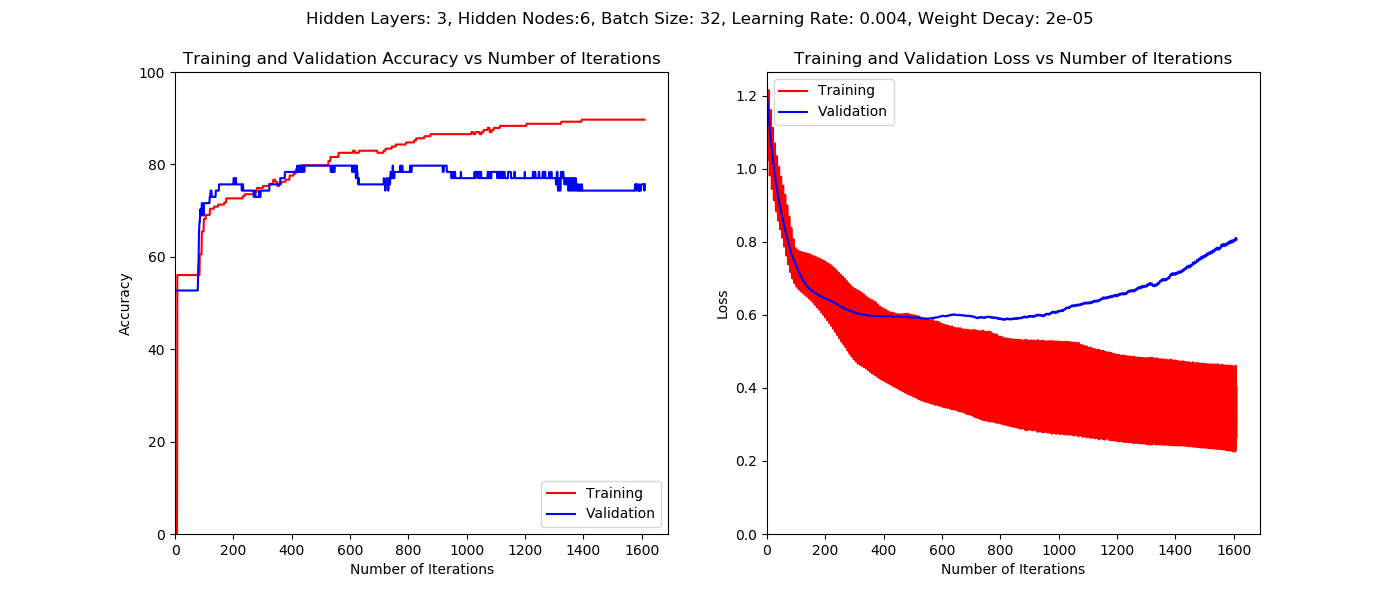 Hidden Layers: 3, Hidden Nodes:6, Batch Size: 32, Learning Rate: 0.004, Weight Decay: 2e-05
Training and Validation Accuracy vs Number of Iterations
100
80
60
40
20
0
Accuracy
0 200 400 600 800 1000 1200 1400 1600
Number of Iterations
Training
Validation
Training and Validation Loss vs Number of Iterations
1.2
1.0
0.8
0.6
0.4
0.2
0.0
Loss
0 200 400 600 800 1000 1200 1400 1600
Number of Iterations
Training
Validation